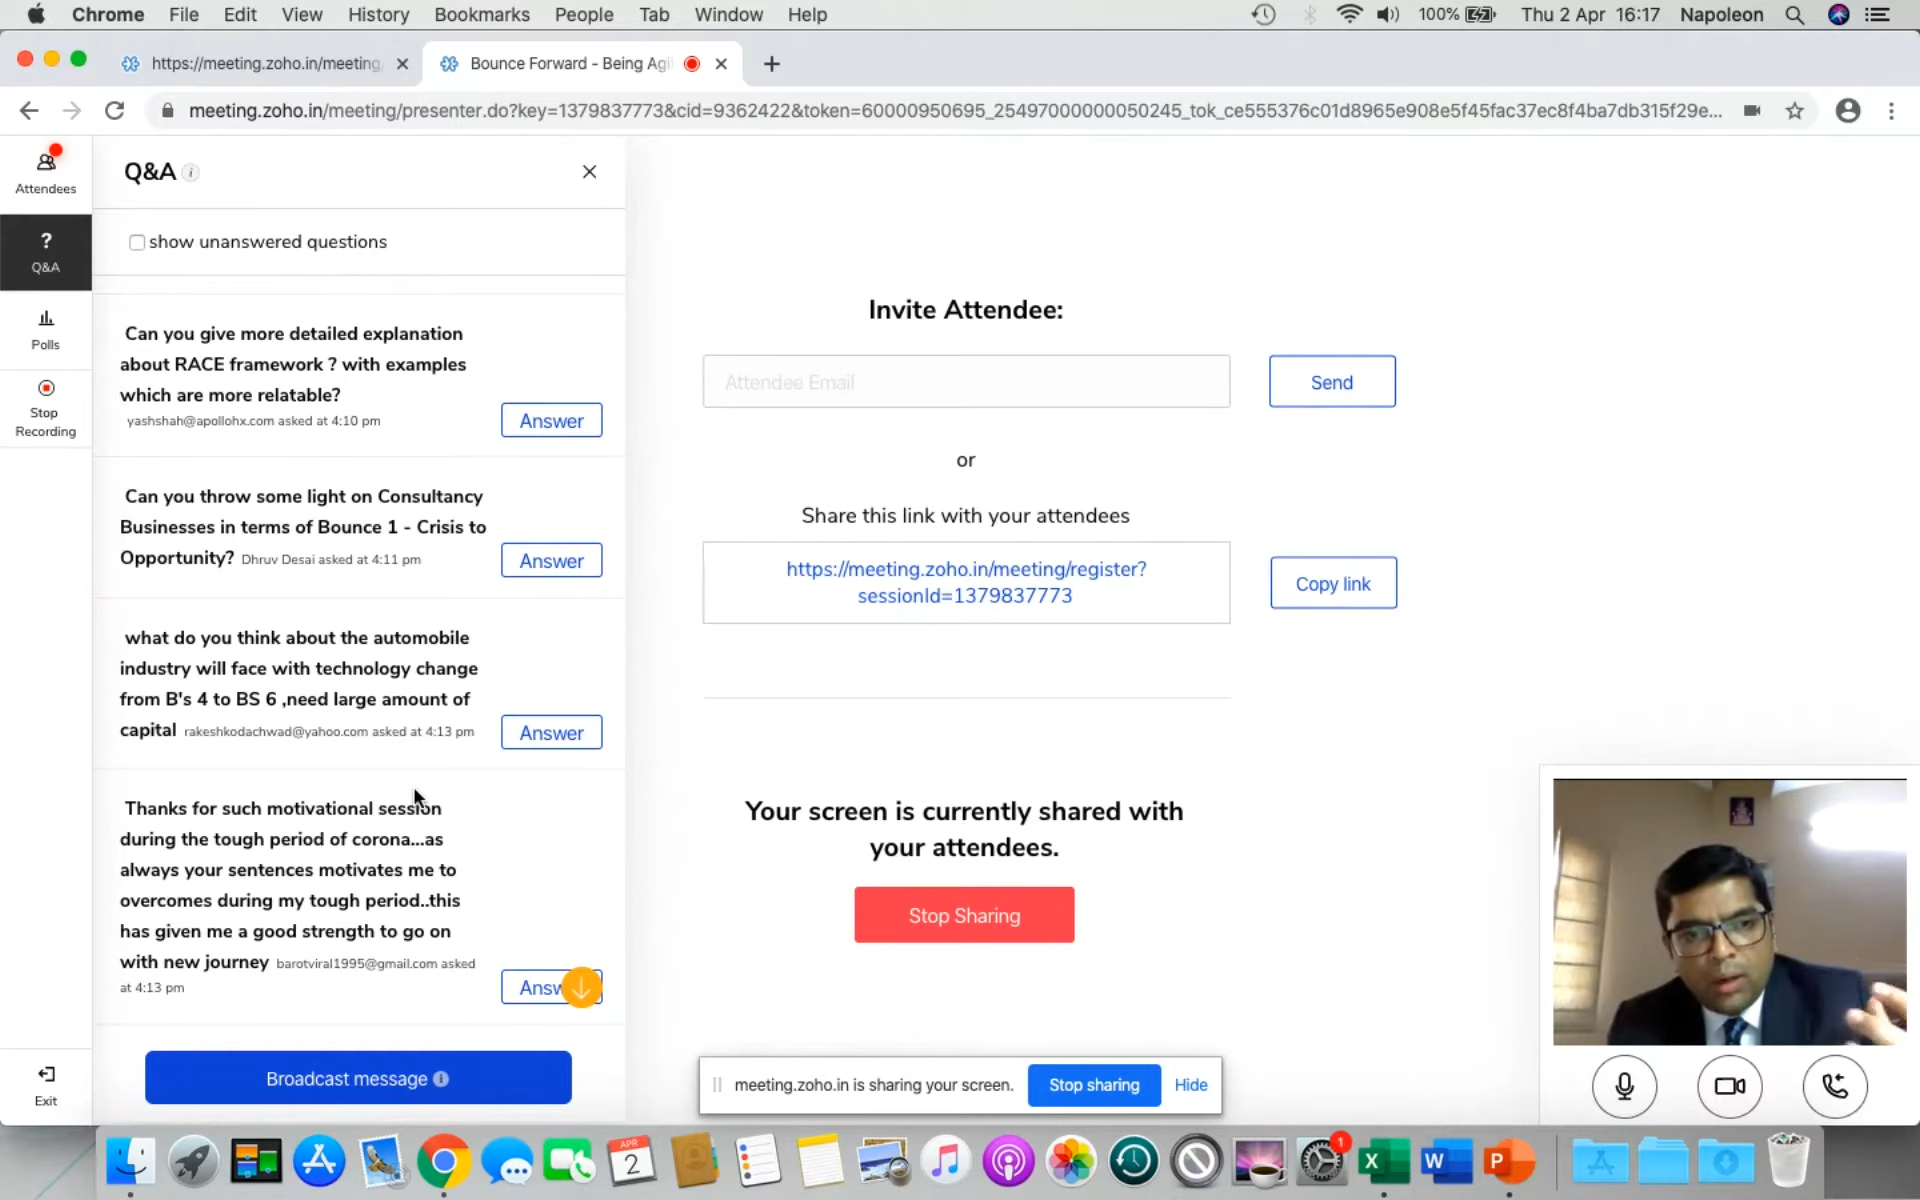 Chrome File Edit View History Bookmarks People Tab Window Help 100% Thu 2 Apr 16:17 Napoleon
https://meeting.zoho.in/meeting Bounce Forward - Being Agi
meeting.zoho.in/meeting/presenter.do?key=1379837773&cid=9362422&token=60000950695_25497000000050245_tok_ce555376c01d8965e908e5f45fac37ec8f4ba7db315f29e...
Attendees
Q&A
Polls
Stop
Recording
Exit
Q&A
show unanswered questions
Can you give more detailed explanation
about RACE framework ? with examples
which are more relatable?
yashshah@apollohx.com asked at 4:10 pm
Answer
Can you throw some light on Consultancy
Businesses in terms of Bounce 1 - Crisis to
Opportunity? Dhruv Desai asked at 4:11 pm
Answer
what do you think about the automobile
industry will face with technology change
from B's 4 to BS 6 ,need large amount of
capital rakeshkodachwad@yahoo.com asked at 4:13 pm
Answer
Thanks for such motivational session
during the tough period of corona...as
always your sentences motivates me to
overcomes during my tough period..this
has given me a good strength to go on
with new journey barotviral1995@gmail.com asked
at 4:13 pm
Answ
Broadcast message
Invite Attendee:
Attendee Email
Send
or
Share this link with your attendees
https://meeting.zoho.in/meeting/register?
sessionId=1379837773
Copy link
Your screen is currently shared with
your attendees.
Stop Sharing
meeting.zoho.in is sharing your screen. Stop sharing Hide
APR
2
1
X
W
P